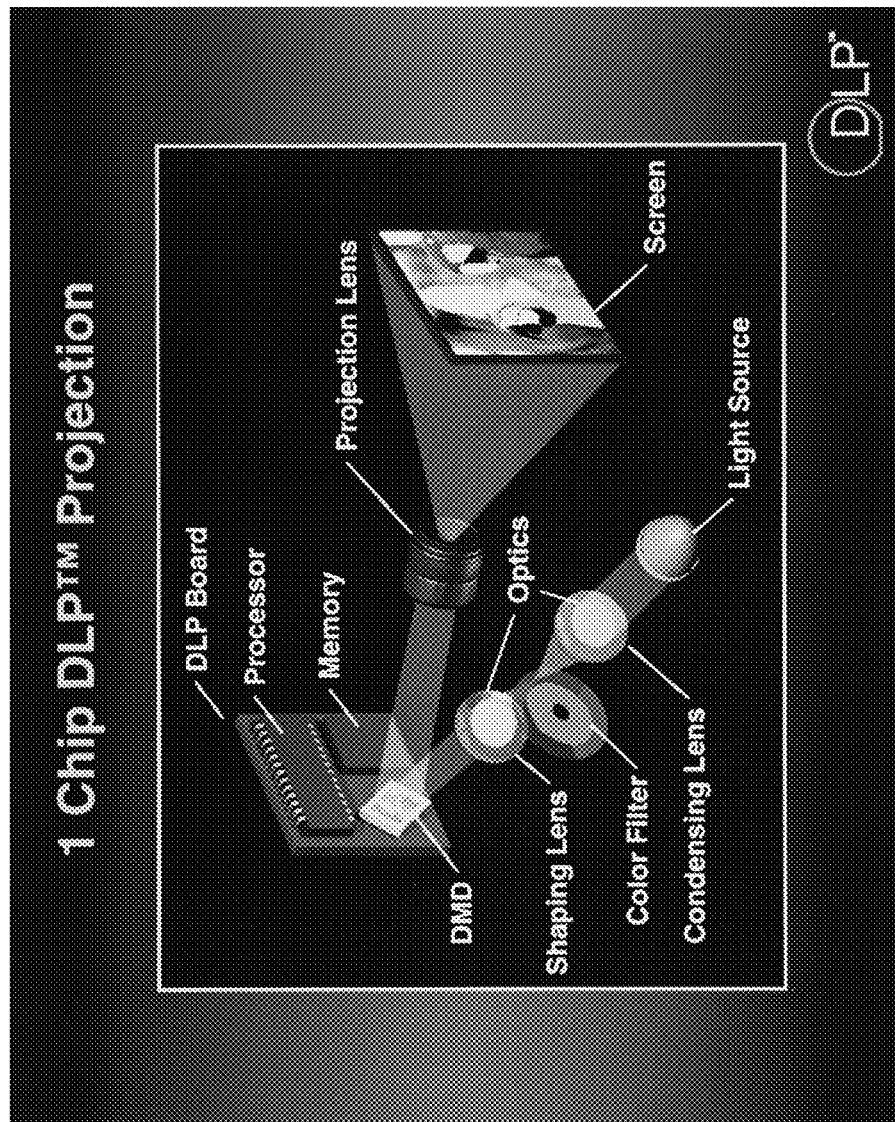 1 Chip DLP™ Projection
DLP Board
Processor
Memory
Projection Lens
DMD
Shaping Lens
Optics
Color Filter
Condensing Lens
Light Source
Screen
DLP™